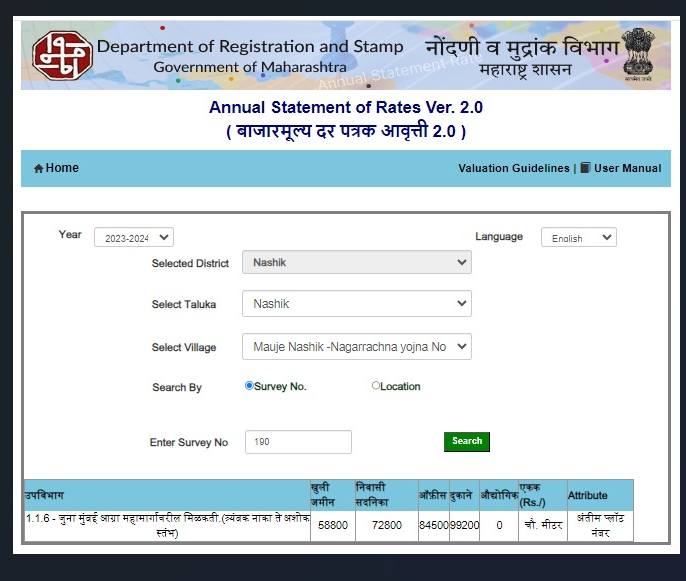 Department of Registration and Stamp
Government of Maharashtra
नोंदणी व मुद्रांक विभाग
महाराष्ट्र शासन
Annual Statement Rate
Annual Statement of Rates Ver. 2.0
( बाजारमूल्य दर पत्रक आवृत्ती 2.0 )
Home
Valuation Guidelines | User Manual
Year 2023-2024 Language English
Selected District Nashik
Select Taluka Nashik
Select Village Mauje Nashik -Nagarrachna yojna No
Search By Survey No. Location
Enter Survey No 190 Search
उपविभाग खुली जमीन निवासी सदनिका ऑफ़ीस दुकाने औद्योगिक एकक (Rs./) Attribute
1.1.6 - जुना मुंबई आग्रा महामार्गावरील मिळकती.(त्र्यंबक नाका ते अशोक
स्तंभ) 58800 72800 84500 99200 0 चौ. मीटर अंतीम प्लॉट नंबर